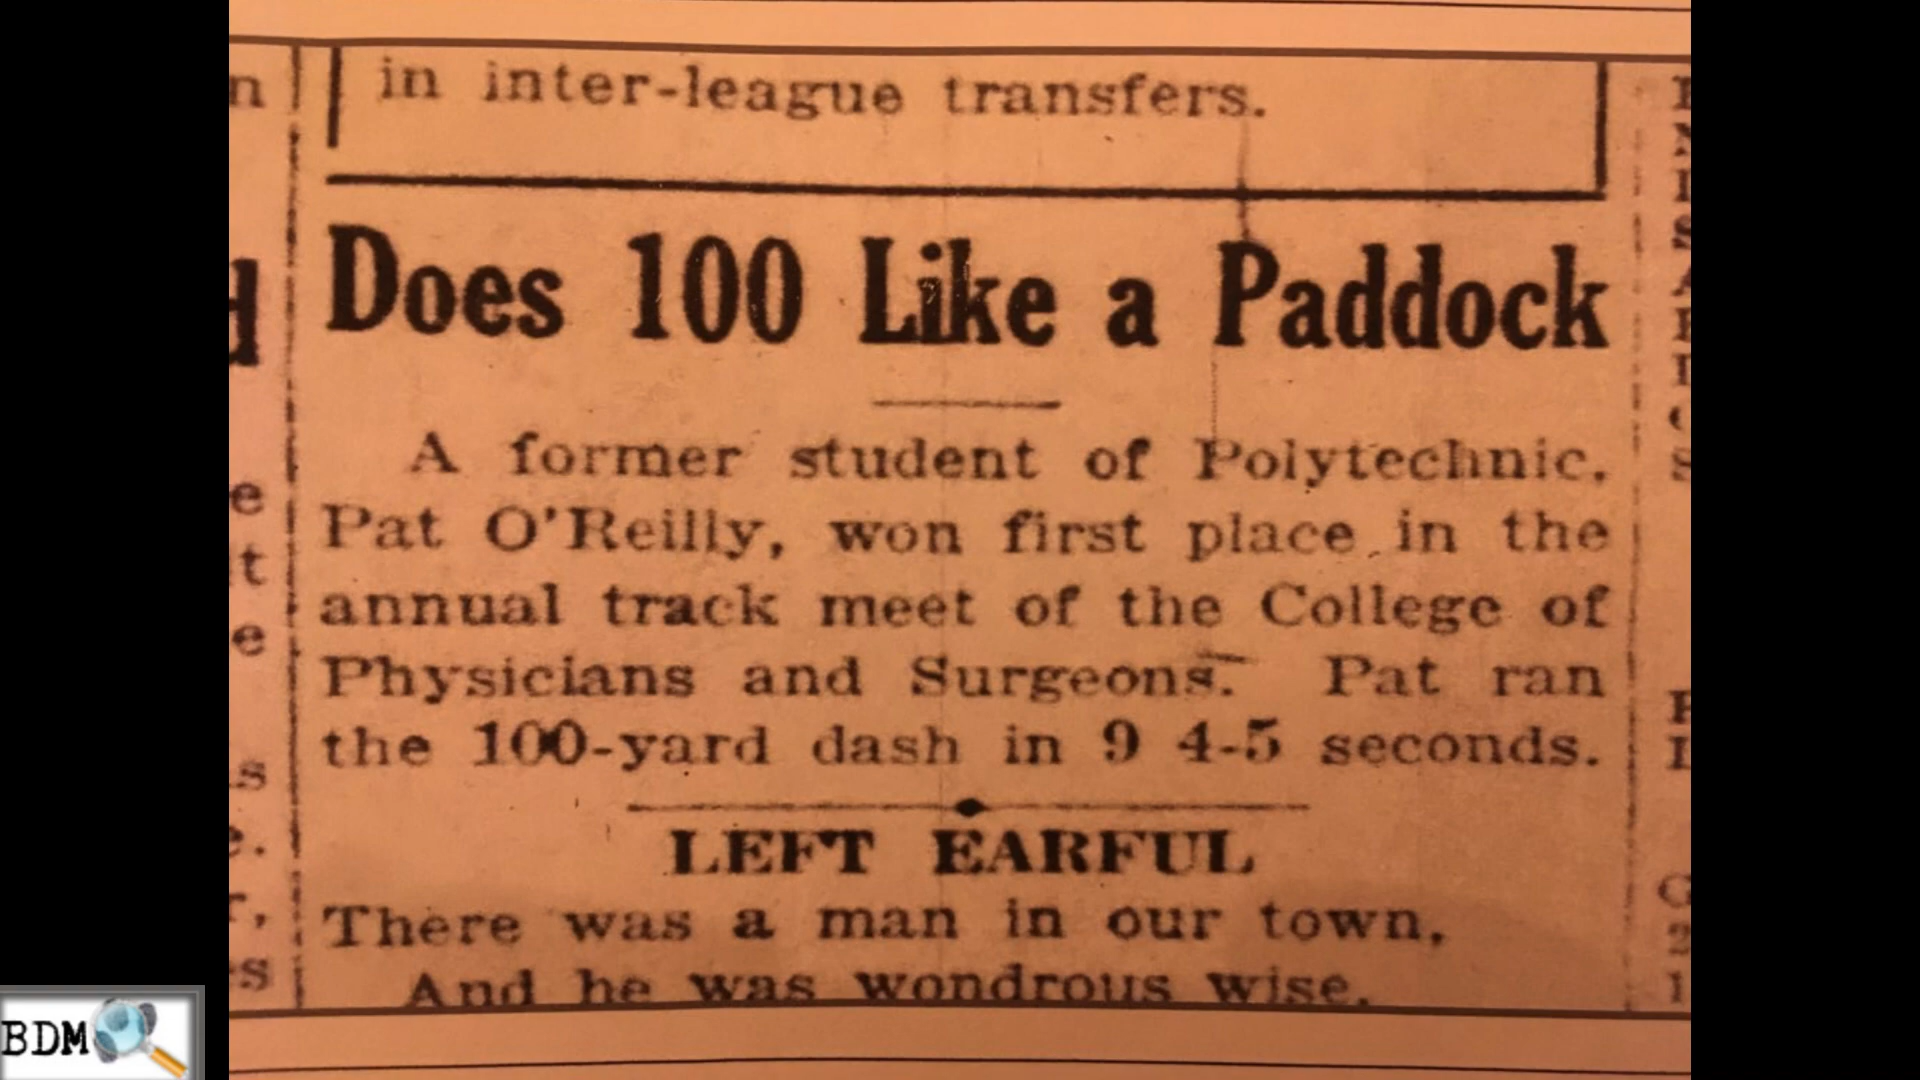 in inter-league transfers.
Does 100 Like a Paddock
A former student of Polytechnic,
Pat O'Reilly, won first place in the
annual track meet of the College of
Physicians and Surgeons. Pat ran
the 100-yard dash in 9 4-5 seconds.
LEFT EARFUL
There was a man in our town,
And he was wondrous wise,
BDM